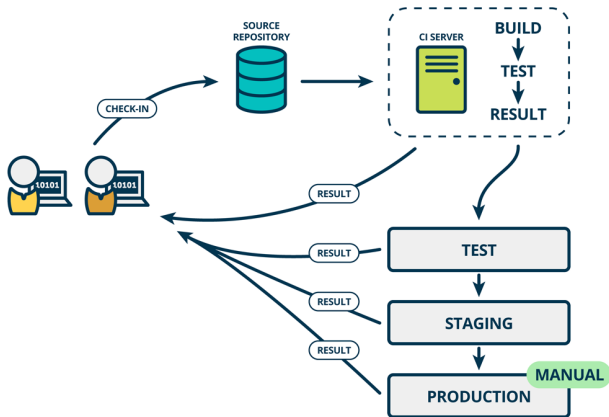 SOURCE
REPOSITORY
CI SERVER
BUILD
TEST
RESULT
CHECK-IN
10101
10101
RESULT
RESULT
TEST
RESULT
STAGING
RESULT
MANUAL
PRODUCTION